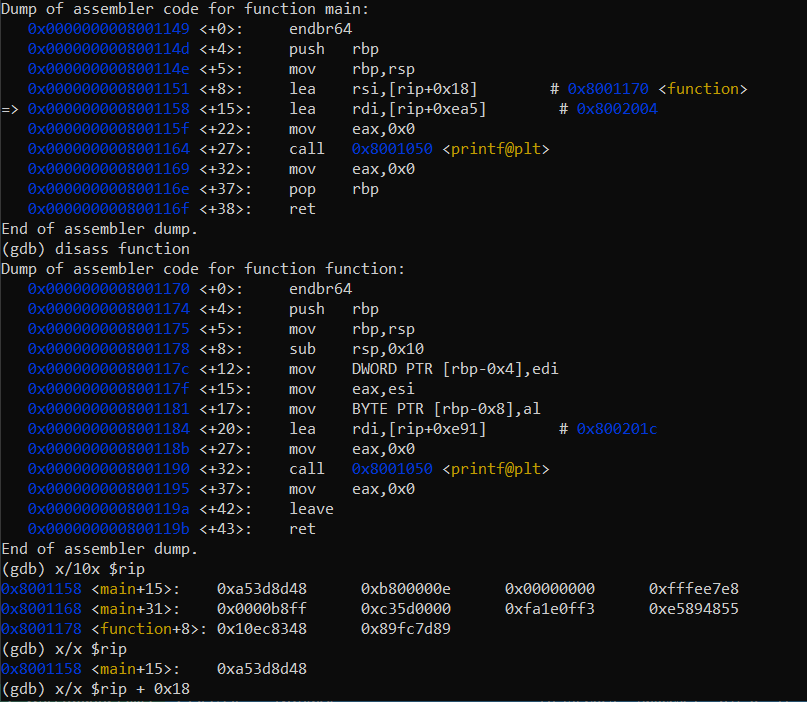 Dump of assembler code for function main:
   0x0000000008001149 <+0>:     endbr64
   0x000000000800114d <+4>:     push   rbp
   0x000000000800114e <+5>:     mov    rbp,rsp
   0x0000000008001151 <+8>:     lea    rsi,[rip+0x18]        # 0x8001170 <function>
=> 0x0000000008001158 <+15>:    lea    rdi,[rip+0xea5]        # 0x8002004
   0x000000000800115f <+22>:    mov    eax,0x0
   0x0000000008001164 <+27>:    call   0x8001050 <printf@plt>
   0x0000000008001169 <+32>:    mov    eax,0x0
   0x000000000800116e <+37>:    pop    rbp
   0x000000000800116f <+38>:    ret
End of assembler dump.
(gdb) disass function
Dump of assembler code for function function:
   0x0000000008001170 <+0>:     endbr64
   0x0000000008001174 <+4>:     push   rbp
   0x0000000008001175 <+5>:     mov    rbp,rsp
   0x0000000008001178 <+8>:     sub    rsp,0x10
   0x000000000800117c <+12>:    mov    DWORD PTR [rbp-0x4],edi
   0x000000000800117f <+15>:    mov    eax,esi
   0x0000000008001181 <+17>:    mov    BYTE PTR [rbp-0x8],al
   0x0000000008001184 <+20>:    lea    rdi,[rip+0xe91]        # 0x800201c
   0x000000000800118b <+27>:    mov    eax,0x0
   0x0000000008001190 <+32>:    call   0x8001050 <printf@plt>
   0x0000000008001195 <+37>:    mov    eax,0x0
   0x000000000800119a <+42>:    leave
   0x000000000800119b <+43>:    ret
End of assembler dump.
(gdb) x/10x $rip
0x8001158 <main+15>:    0xa53d8d48      0xb800000e      0x00000000      0xfffee7e8
0x8001168 <main+31>:    0x0000b8ff      0xc35d0000      0xfa1e0ff3      0xe5894855
0x8001178 <function+8>: 0x10ec8348      0x89fc7d89
(gdb) x/x $rip
0x8001158 <main+15>:    0xa53d8d48
(gdb) x/x $rip + 0x18